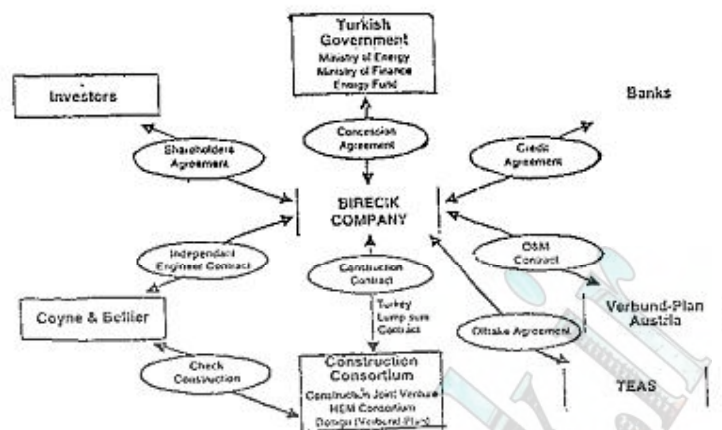 Turkish
Government
Ministry of Energy
Ministry of Finance
Energy Fund
Investors
Banks
Shareholders
Agreement
Concession
Agreement
Credit
Agreement
BIRECIK
COMPANY
Independant
Engineer Contract
Construction
Contract
O&M
Contract
Turkey
Lump sum
Contract
Coyne & Bellier
Offtake Agreement
Verbund-Plan
Austria
Check
Construction
Construction
Consortium
Construction Joint Venture
HEM Consortium
Design (Verbund-Plan)
TEAS